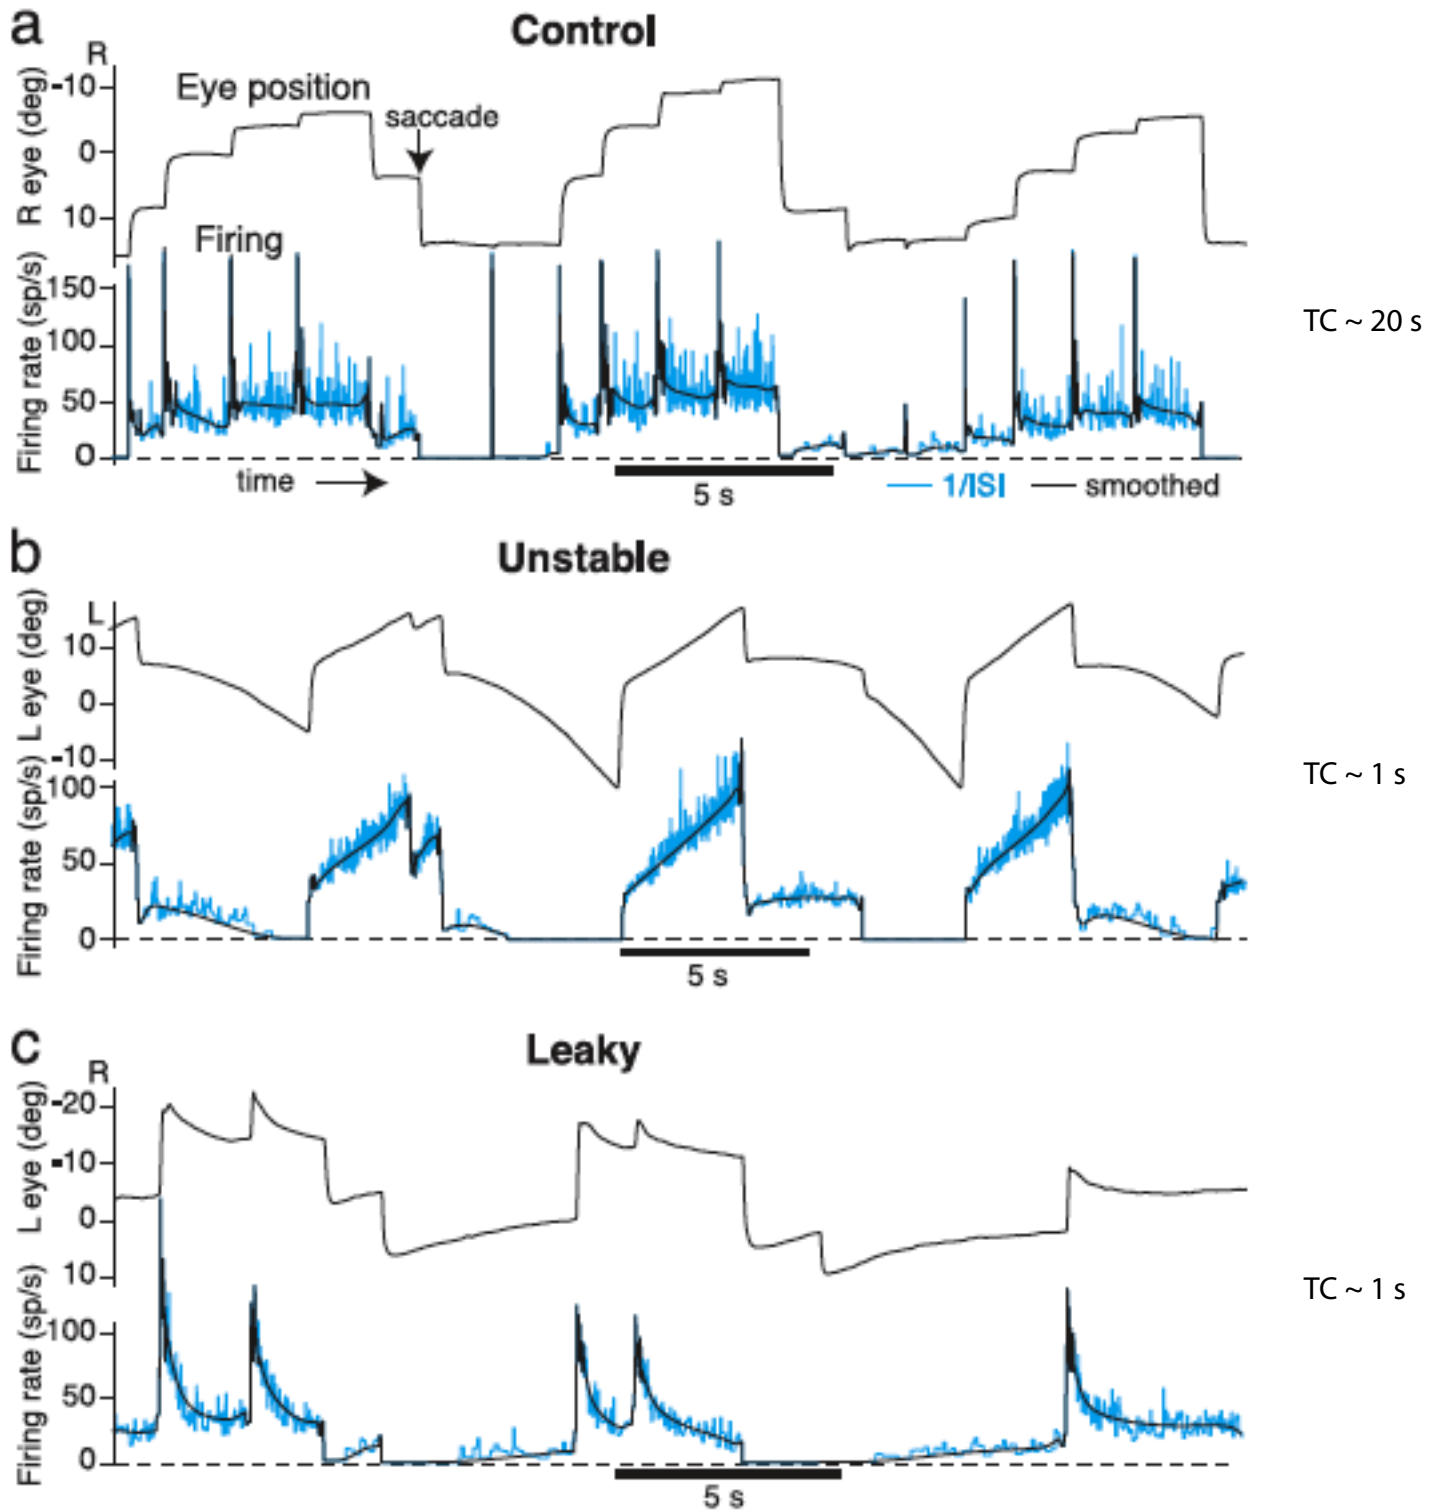 a
Control
R
R eye (deg)
-10
0
10
Eye position
saccade
Firing
Firing rate (sp/s)
150
100
50
0
TC ~ 20 s
time
5 s
1/ISI
smoothed
b
Unstable
L
L eye (deg)
10
0
-10
Firing rate (sp/s)
100
50
0
TC ~ 1 s
5 s
c
Leaky
R
L eye (deg)
-20
-10
0
10
Firing rate (sp/s)
100
50
0
TC ~ 1 s
5 s